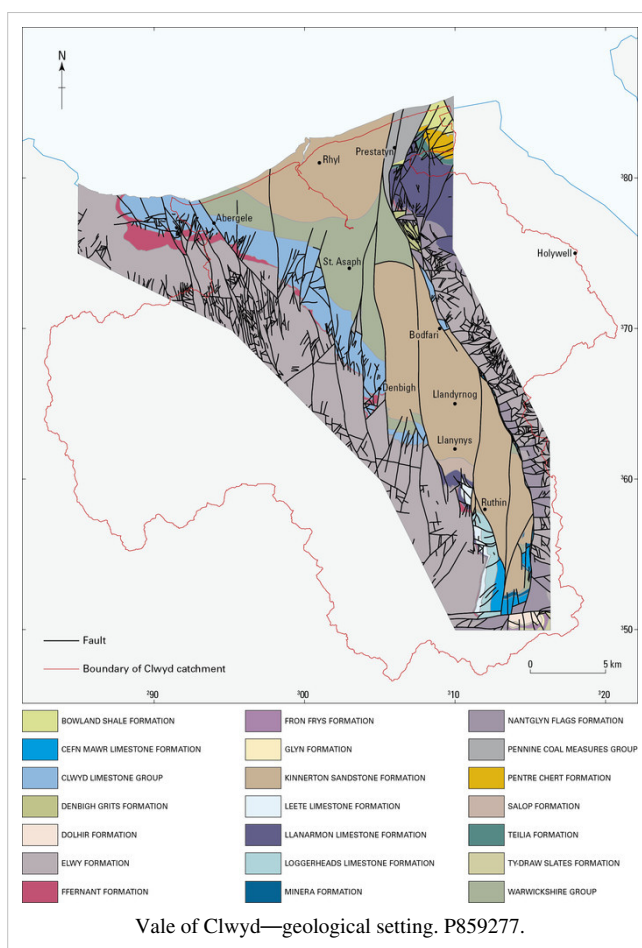 N
Prestatyn
Rhyl
³80
Abergele
Holywell
St. Asaph
³70
Bodfari
Denbigh
Llandyrnog
Llanynys
³60
Ruthin
Fault
Boundary of Clwyd catchment
³50
0 5 km
²90 ³00 ³10 ³20
BOWLAND SHALE FORMATION
CEFN MAWR LIMESTONE FORMATION
CLWYD LIMESTONE GROUP
DENBIGH GRITS FORMATION
DOLHIR FORMATION
ELWY FORMATION
FFERNANT FORMATION
FRON FRYS FORMATION
GLYN FORMATION
KINNERTON SANDSTONE FORMATION
LEETE LIMESTONE FORMATION
LLANARMON LIMESTONE FORMATION
LOGGERHEADS LIMESTONE FORMATION
MINERA FORMATION
NANTGLYN FLAGS FORMATION
PENNINE COAL MEASURES GROUP
PENTRE CHERT FORMATION
SALOP FORMATION
TEILIA FORMATION
TY-DRAW SLATES FORMATION
WARWICKSHIRE GROUP
Vale of Clwyd—geological setting. P859277.